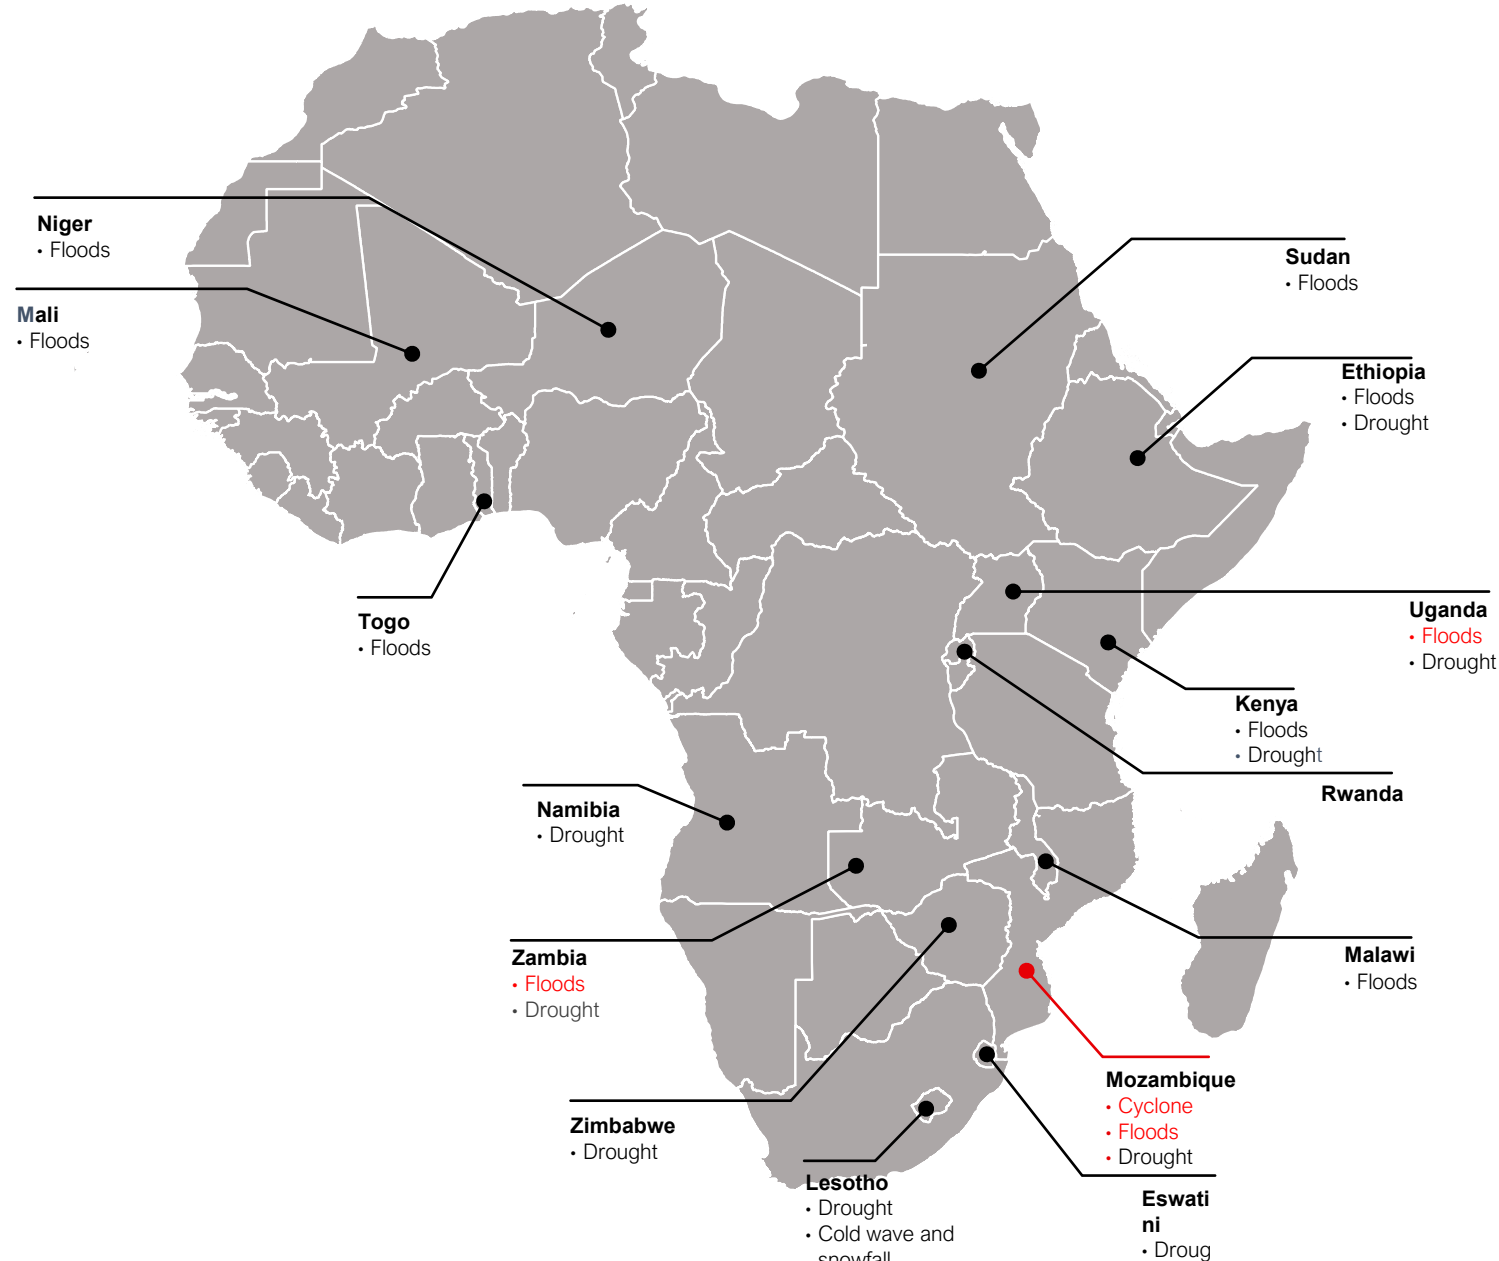 Niger
• Floods
Mali
• Floods
Sudan
• Floods
Ethiopia
• Floods
• Drought
Togo
• Floods
Uganda
• Floods
• Drought
Kenya
• Floods
• Drought
Rwanda
Namibia
• Drought
Zambia
• Floods
• Drought
Malawi
• Floods
Mozambique
• Cyclone
• Floods
• Drought
Zimbabwe
• Drought
Lesotho
• Drought
• Cold wave and
snowfall
Eswati
ni
• Droug